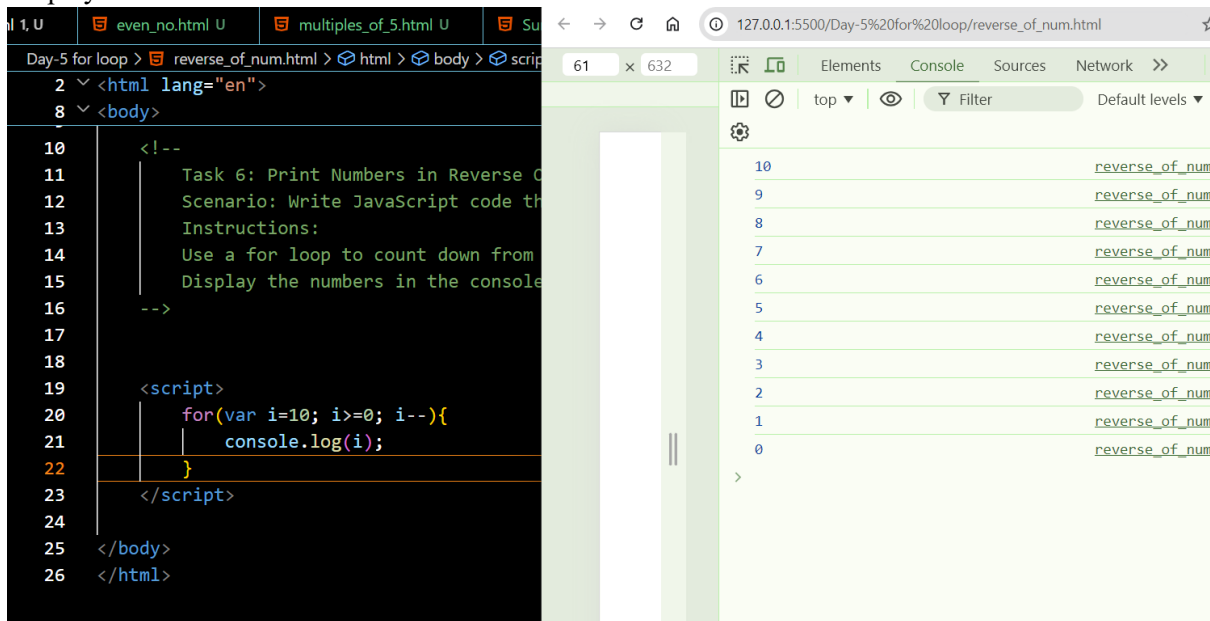 1, U even_no.html U multiples_of_5.html U Su
Day-5 for loop > reverse_of_num.html > html > body > scrip
2 <html lang="en">
8 <body>
10 <!--
11 Task 6: Print Numbers in Reverse O
12 Scenario: Write JavaScript code th
13 Instructions:
14 Use a for loop to count down from
15 Display the numbers in the console
16 -->
17
18
19 <script>
20 for(var i=10; i>=0; i--){
21 console.log(i);
22 }
23 </script>
24
25 </body>
26 </html>
127.0.0.1:5500/Day-5%20for%20loop/reverse_of_num.html
61 × 632
Elements Console Sources Network
top ▼ Filter Default levels ▼
10 reverse_of_num
9 reverse_of_num
8 reverse_of_num
7 reverse_of_num
6 reverse_of_num
5 reverse_of_num
4 reverse_of_num
3 reverse_of_num
2 reverse_of_num
1 reverse_of_num
0 reverse_of_num
>